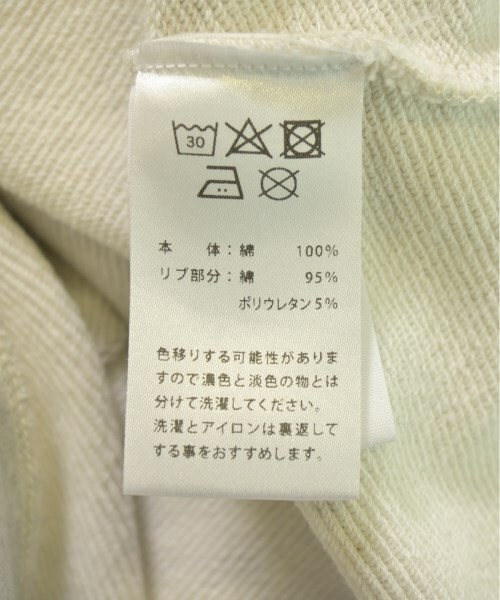 30
本 体：綿 100%
リブ部分：綿 95%
ポリウレタン 5%
色移りする可能性がありま
すので濃色と淡色の物とは
分けて洗濯してください。
洗濯とアイロンは裏返して
する事をおすすめします。